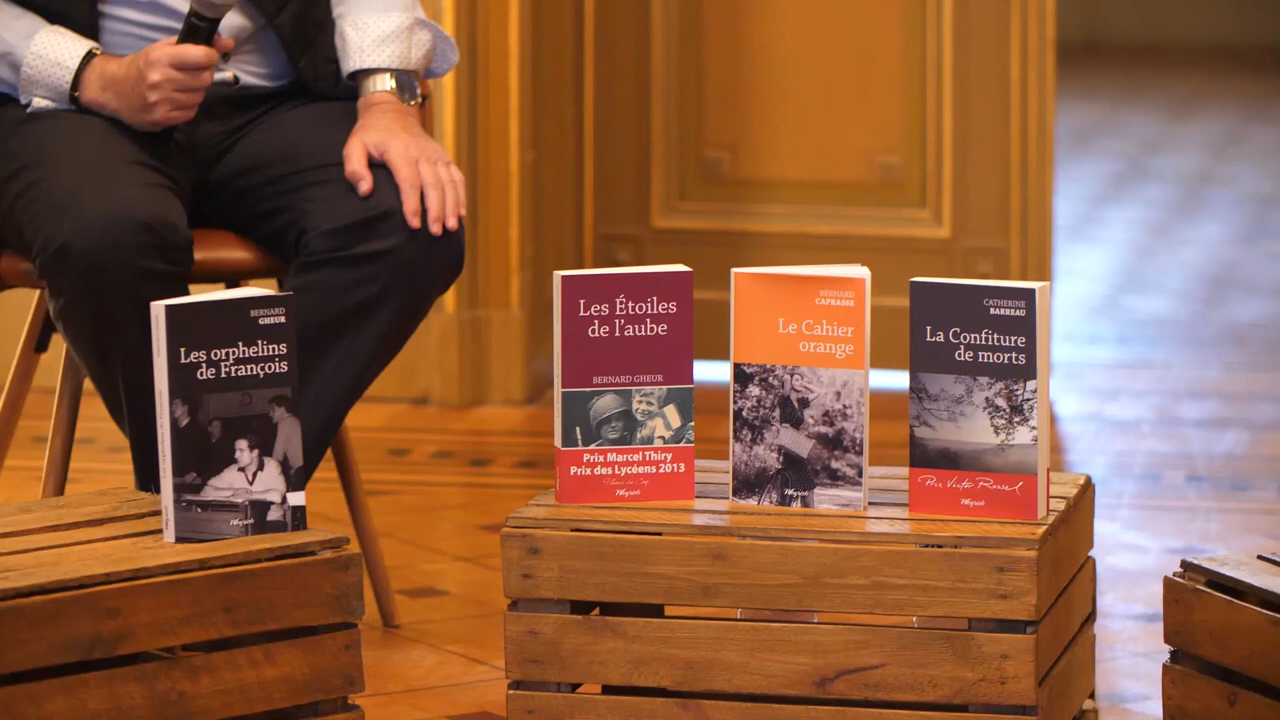 BERNARD
GHEUR
Les orphelins
de François
Weyrich
Les Étoiles
de l'aube
BERNARD GHEUR
Prix Marcel Thiry
Prix des Lycéens 2013
Weyrich
BERNARD
CAPRASSE
Le Cahier
orange
Weyrich
CATHERINE
BARREAU
La Confiture
de morts
Prix Victor Rossel
Weyrich